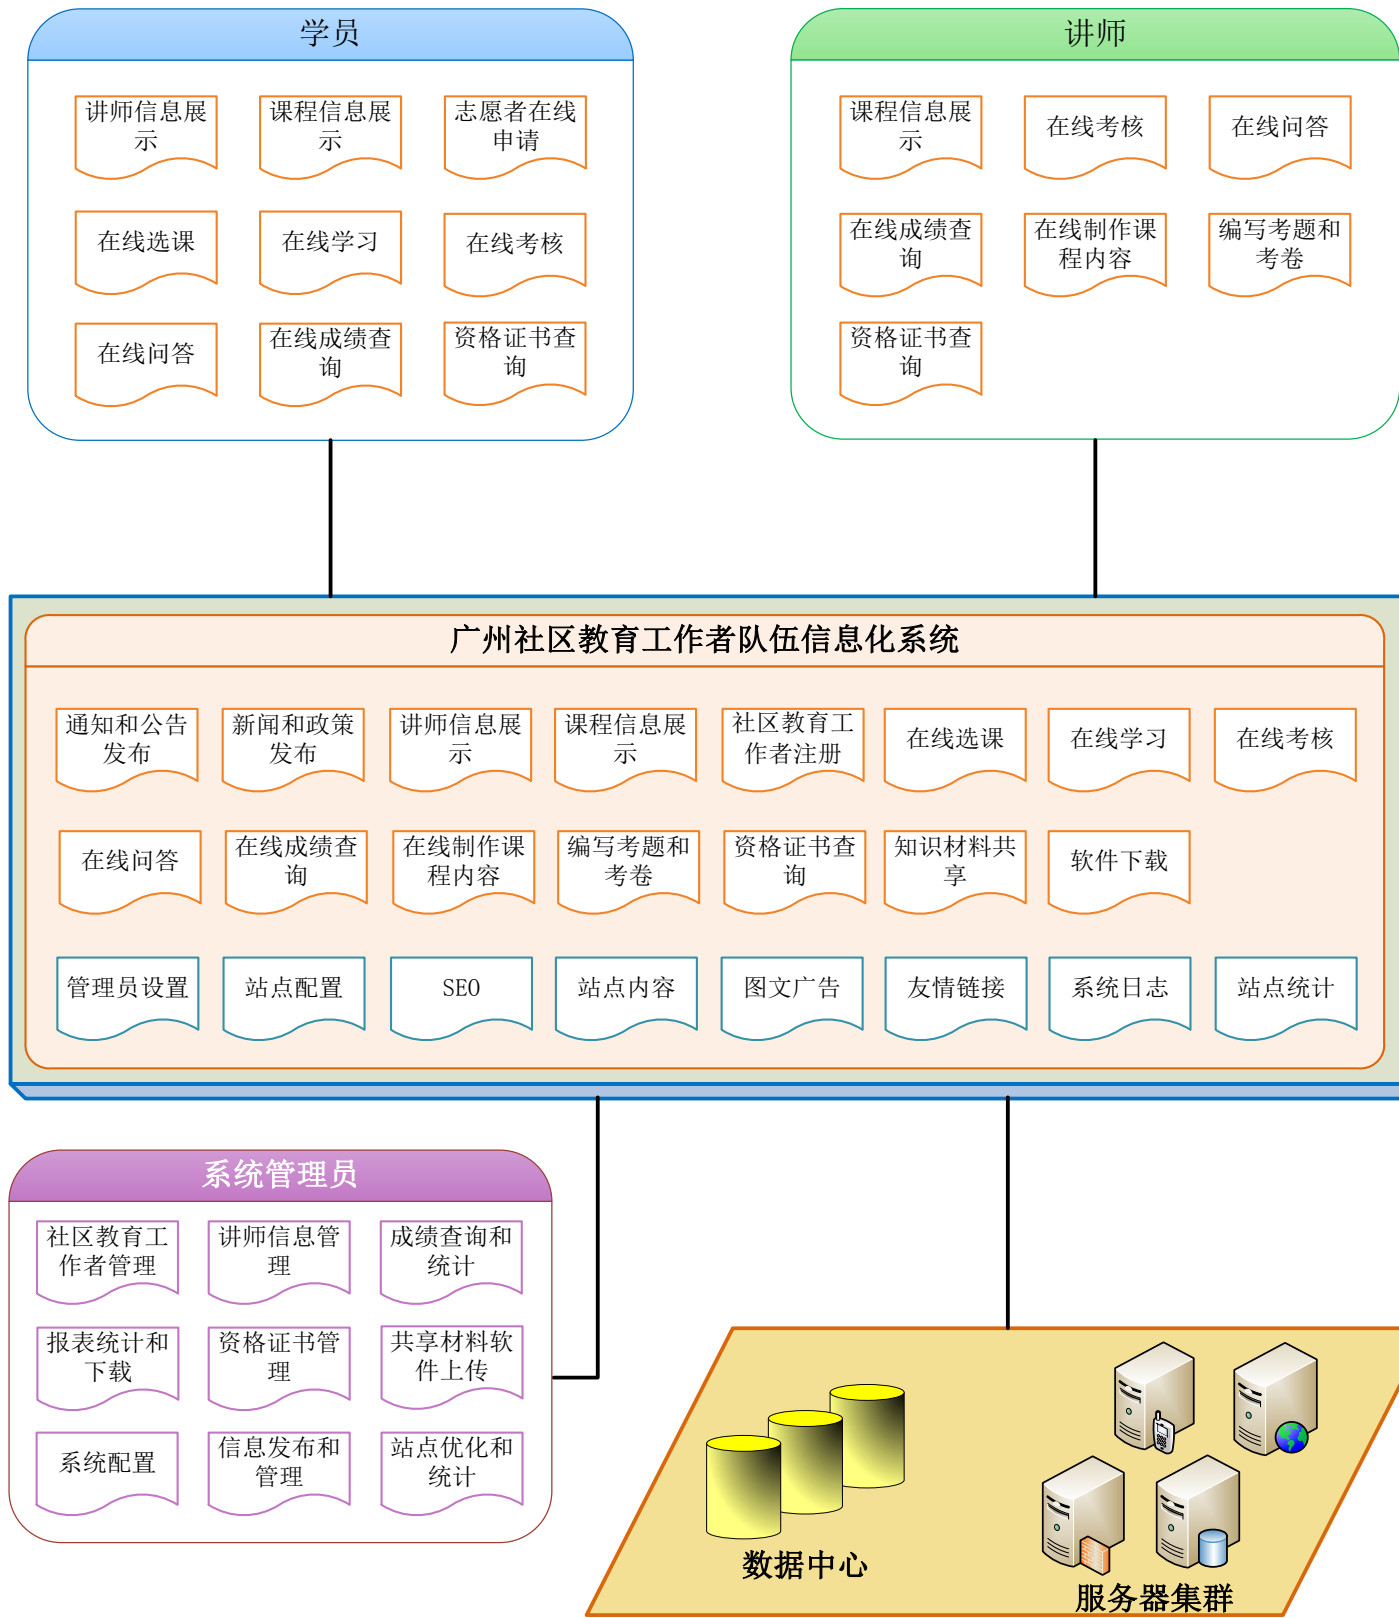 学员
讲师信息展
示
课程信息展
示
志愿者在线
申请
在线选课
在线学习
在线考核
在线问答
在线成绩查
询
资格证书查
询
讲师
课程信息展
示
在线考核
在线问答
在线成绩查
询
在线制作课
程内容
编写考题和
考卷
资格证书查
询
广州社区教育工作者队伍信息化系统
通知和公告
发布
新闻和政策
发布
讲师信息展
示
课程信息展
示
社区教育工
作者注册
在线选课
在线学习
在线考核
在线问答
在线成绩查
询
在线制作课
程内容
编写考题和
考卷
资格证书查
询
知识材料共
享
软件下载
管理员设置
站点配置
SEO
站点内容
图文广告
友情链接
系统日志
站点统计
系统管理员
社区教育工
作者管理
讲师信息管
理
成绩查询和
统计
报表统计和
下载
资格证书管
理
共享材料软
件上传
系统配置
信息发布和
管理
站点优化和
统计
数据中心
服务器集群